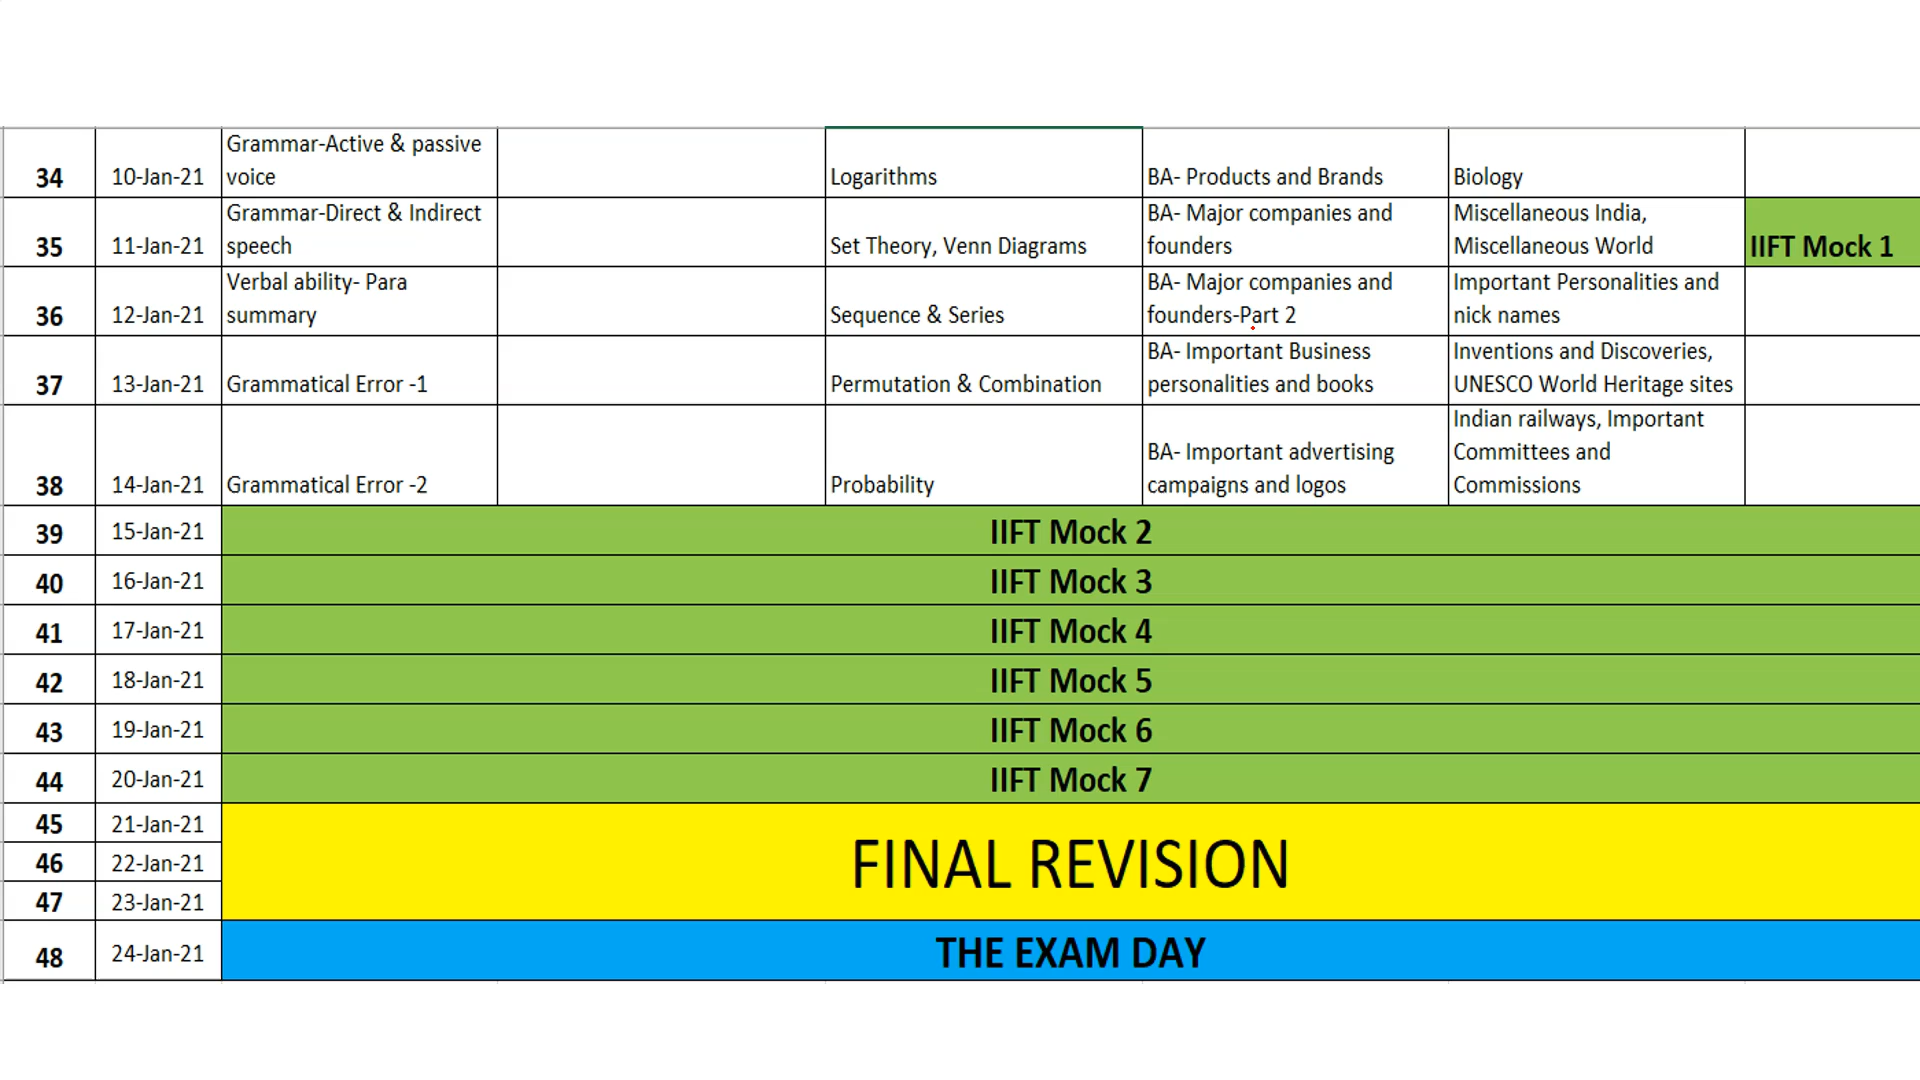 34 10-Jan-21 Grammar-Active & passive voice Logarithms BA- Products and Brands Biology
35 11-Jan-21 Grammar-Direct & Indirect speech Set Theory, Venn Diagrams BA- Major companies and founders Miscellaneous India, Miscellaneous World IIFT Mock 1
36 12-Jan-21 Verbal ability- Para summary Sequence & Series BA- Major companies and founders-Part 2 Important Personalities and nick names
37 13-Jan-21 Grammatical Error -1 Permutation & Combination BA- Important Business personalities and books Inventions and Discoveries, UNESCO World Heritage sites
38 14-Jan-21 Grammatical Error -2 Probability BA- Important advertising campaigns and logos Indian railways, Important Committees and Commissions
39 15-Jan-21 IIFT Mock 2
40 16-Jan-21 IIFT Mock 3
41 17-Jan-21 IIFT Mock 4
42 18-Jan-21 IIFT Mock 5
43 19-Jan-21 IIFT Mock 6
44 20-Jan-21 IIFT Mock 7
45 21-Jan-21
46 22-Jan-21 FINAL REVISION
47 23-Jan-21
48 24-Jan-21 THE EXAM DAY